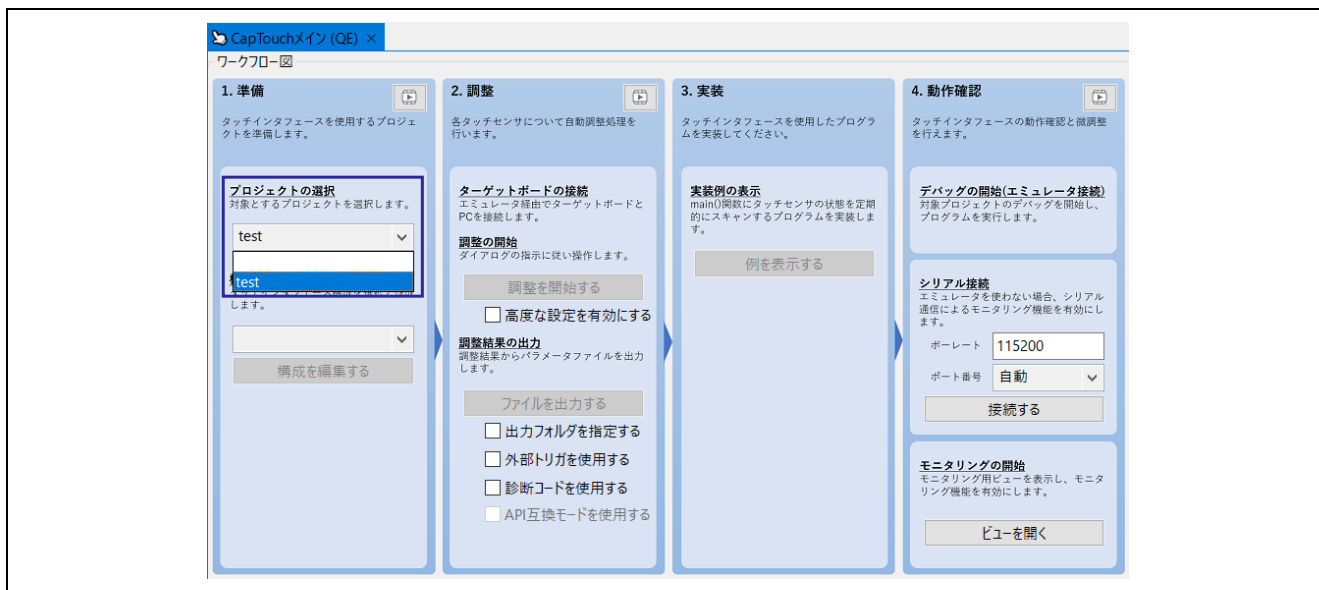 CapTouchメイン (QE) ×
ワークフロー図
1. 準備
タッチインタフェースを使用するプロジェ
クトを準備します。
プロジェクトの選択
対象とするプロジェクトを選択します。
test
test
します。
構成を編集する
2. 調整
各タッチセンサについて自動調整処理を
行います。
ターゲットボードの接続
エミュレータ経由でターゲットボードと
PCを接続します。
調整の開始
ダイアログの指示に従い操作します。
調整を開始する
高度な設定を有効にする
調整結果の出力
調整結果からパラメータファイルを出力
します。
ファイルを出力する
出力フォルダを指定する
外部トリガを使用する
診断コードを使用する
API互換モードを使用する
3. 実装
タッチインタフェースを使用したプログラ
ムを実装してください。
実装例の表示
main()関数にタッチセンサの状態を定期
的にスキャンするプログラムを実装しま
す。
例を表示する
4. 動作確認
タッチインタフェースの動作確認と微調整
を行えます。
デバッグの開始(エミュレータ接続)
対象プロジェクトのデバッグを開始し、
プログラムを実行します。
シリアル接続
エミュレータを使わない場合、シリアル
通信によるモニタリング機能を有効にし
ます。
ボーレート 115200
ポート番号 自動
接続する
モニタリングの開始
モニタリング用ビューを表示し、モニタ
リング機能を有効にします。
ビューを開く